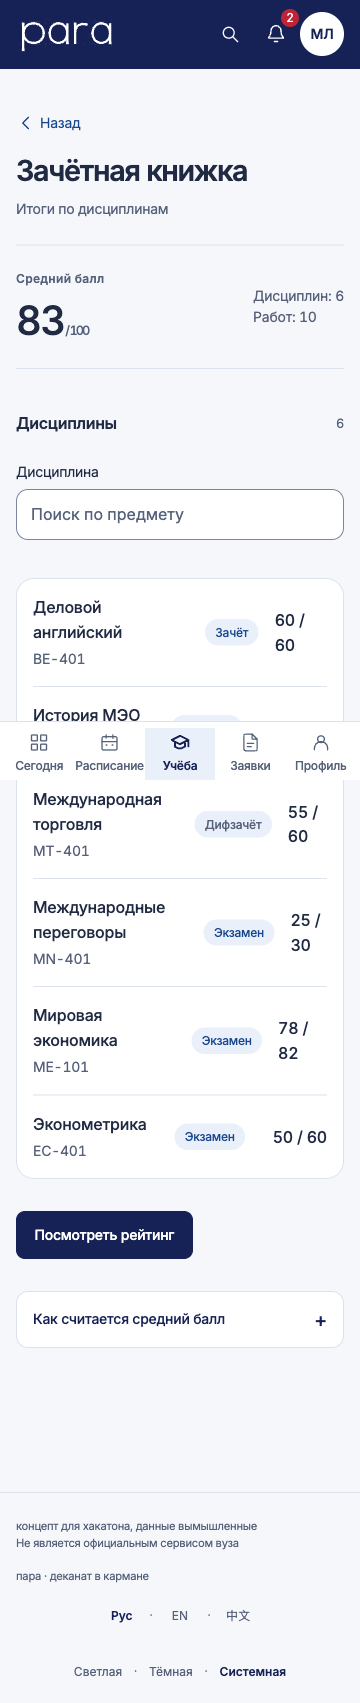 para
2
МЛ
Назад
Зачётная книжка
Итоги по дисциплинам
Средний балл
83/100
Дисциплин: 6
Работ: 10
Дисциплины 6
Дисциплина
Поиск по предмету
Деловой
английский
BE-401
Зачёт
60 /
60
История МЭО
Сегодня Расписание Учёба Заявки Профиль
Международная
торговля
MT-401
Дифзачёт
55 /
60
Международные
переговоры
MN-401
Экзамен
25 /
30
Мировая
экономика
ME-101
Экзамен
78 /
82
Эконометрика
EC-401
Экзамен
50 / 60
Посмотреть рейтинг
Как считается средний балл +
концепт для хакатона, данные вымышленные
Не является официальным сервисом вуза
пара · деканат в кармане
Рус · EN · 中文
Светлая · Тёмная · Системная